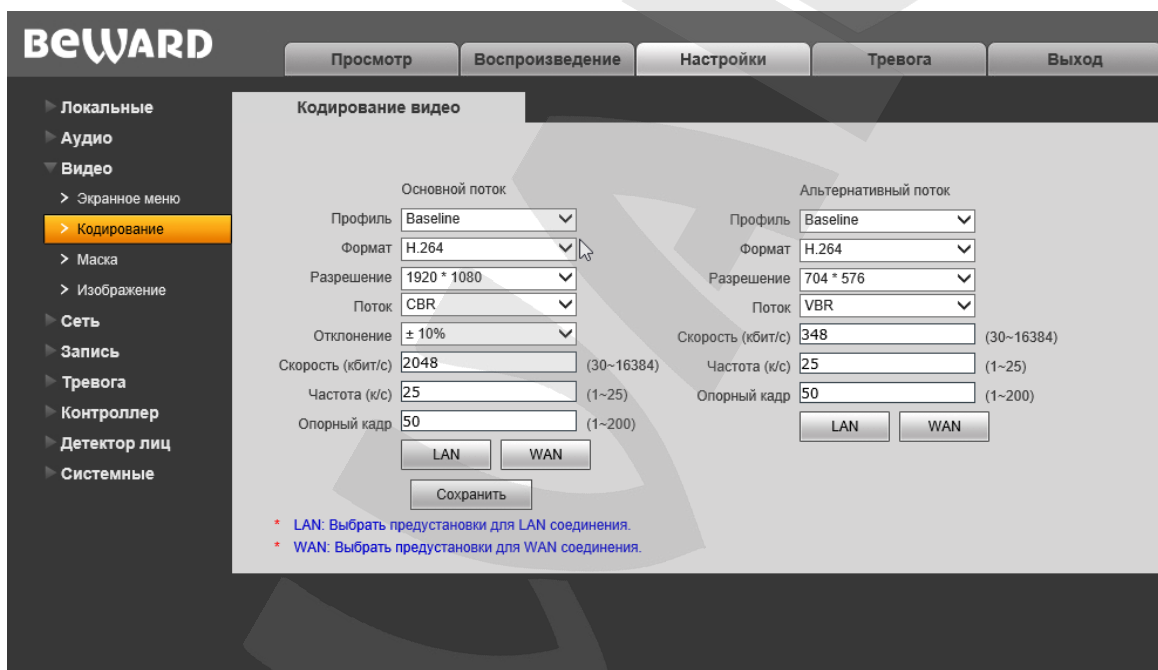 BEWARD
Просмотр Воспроизведение Настройки Тревога Выход
Локальные
Аудио
Видео
> Экранное меню
> Кодирование
> Маска
> Изображение
Сеть
Запись
Тревога
Контроллер
Детектор лиц
Системные
Кодирование видео
Основной поток
Профиль Baseline
Формат H.264
Разрешение 1920 * 1080
Поток CBR
Отклонение ± 10%
Скорость (кбит/с) 2048 (30~16384)
Частота (к/с) 25 (1~25)
Опорный кадр 50 (1~200)
LAN WAN
Альтернативный поток
Профиль Baseline
Формат H.264
Разрешение 704 * 576
Поток VBR
Скорость (кбит/с) 348 (30~16384)
Частота (к/с) 25 (1~25)
Опорный кадр 50 (1~200)
LAN WAN
Сохранить
* LAN: Выбрать предустановки для LAN соединения.
* WAN: Выбрать предустановки для WAN соединения.